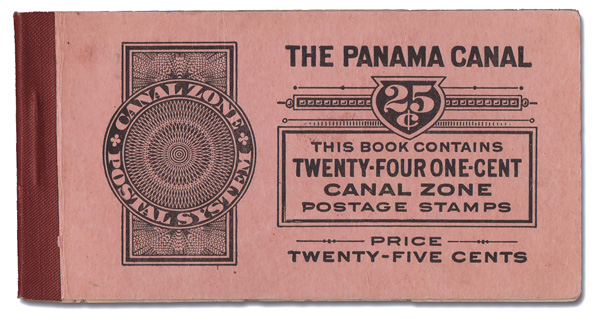 CANAL ZONE
POSTAL SYSTEM
THE PANAMA CANAL
25
¢
THIS BOOK CONTAINS
TWENTY-FOUR ONE-CENT
CANAL ZONE
POSTAGE STAMPS
PRICE
TWENTY-FIVE CENTS